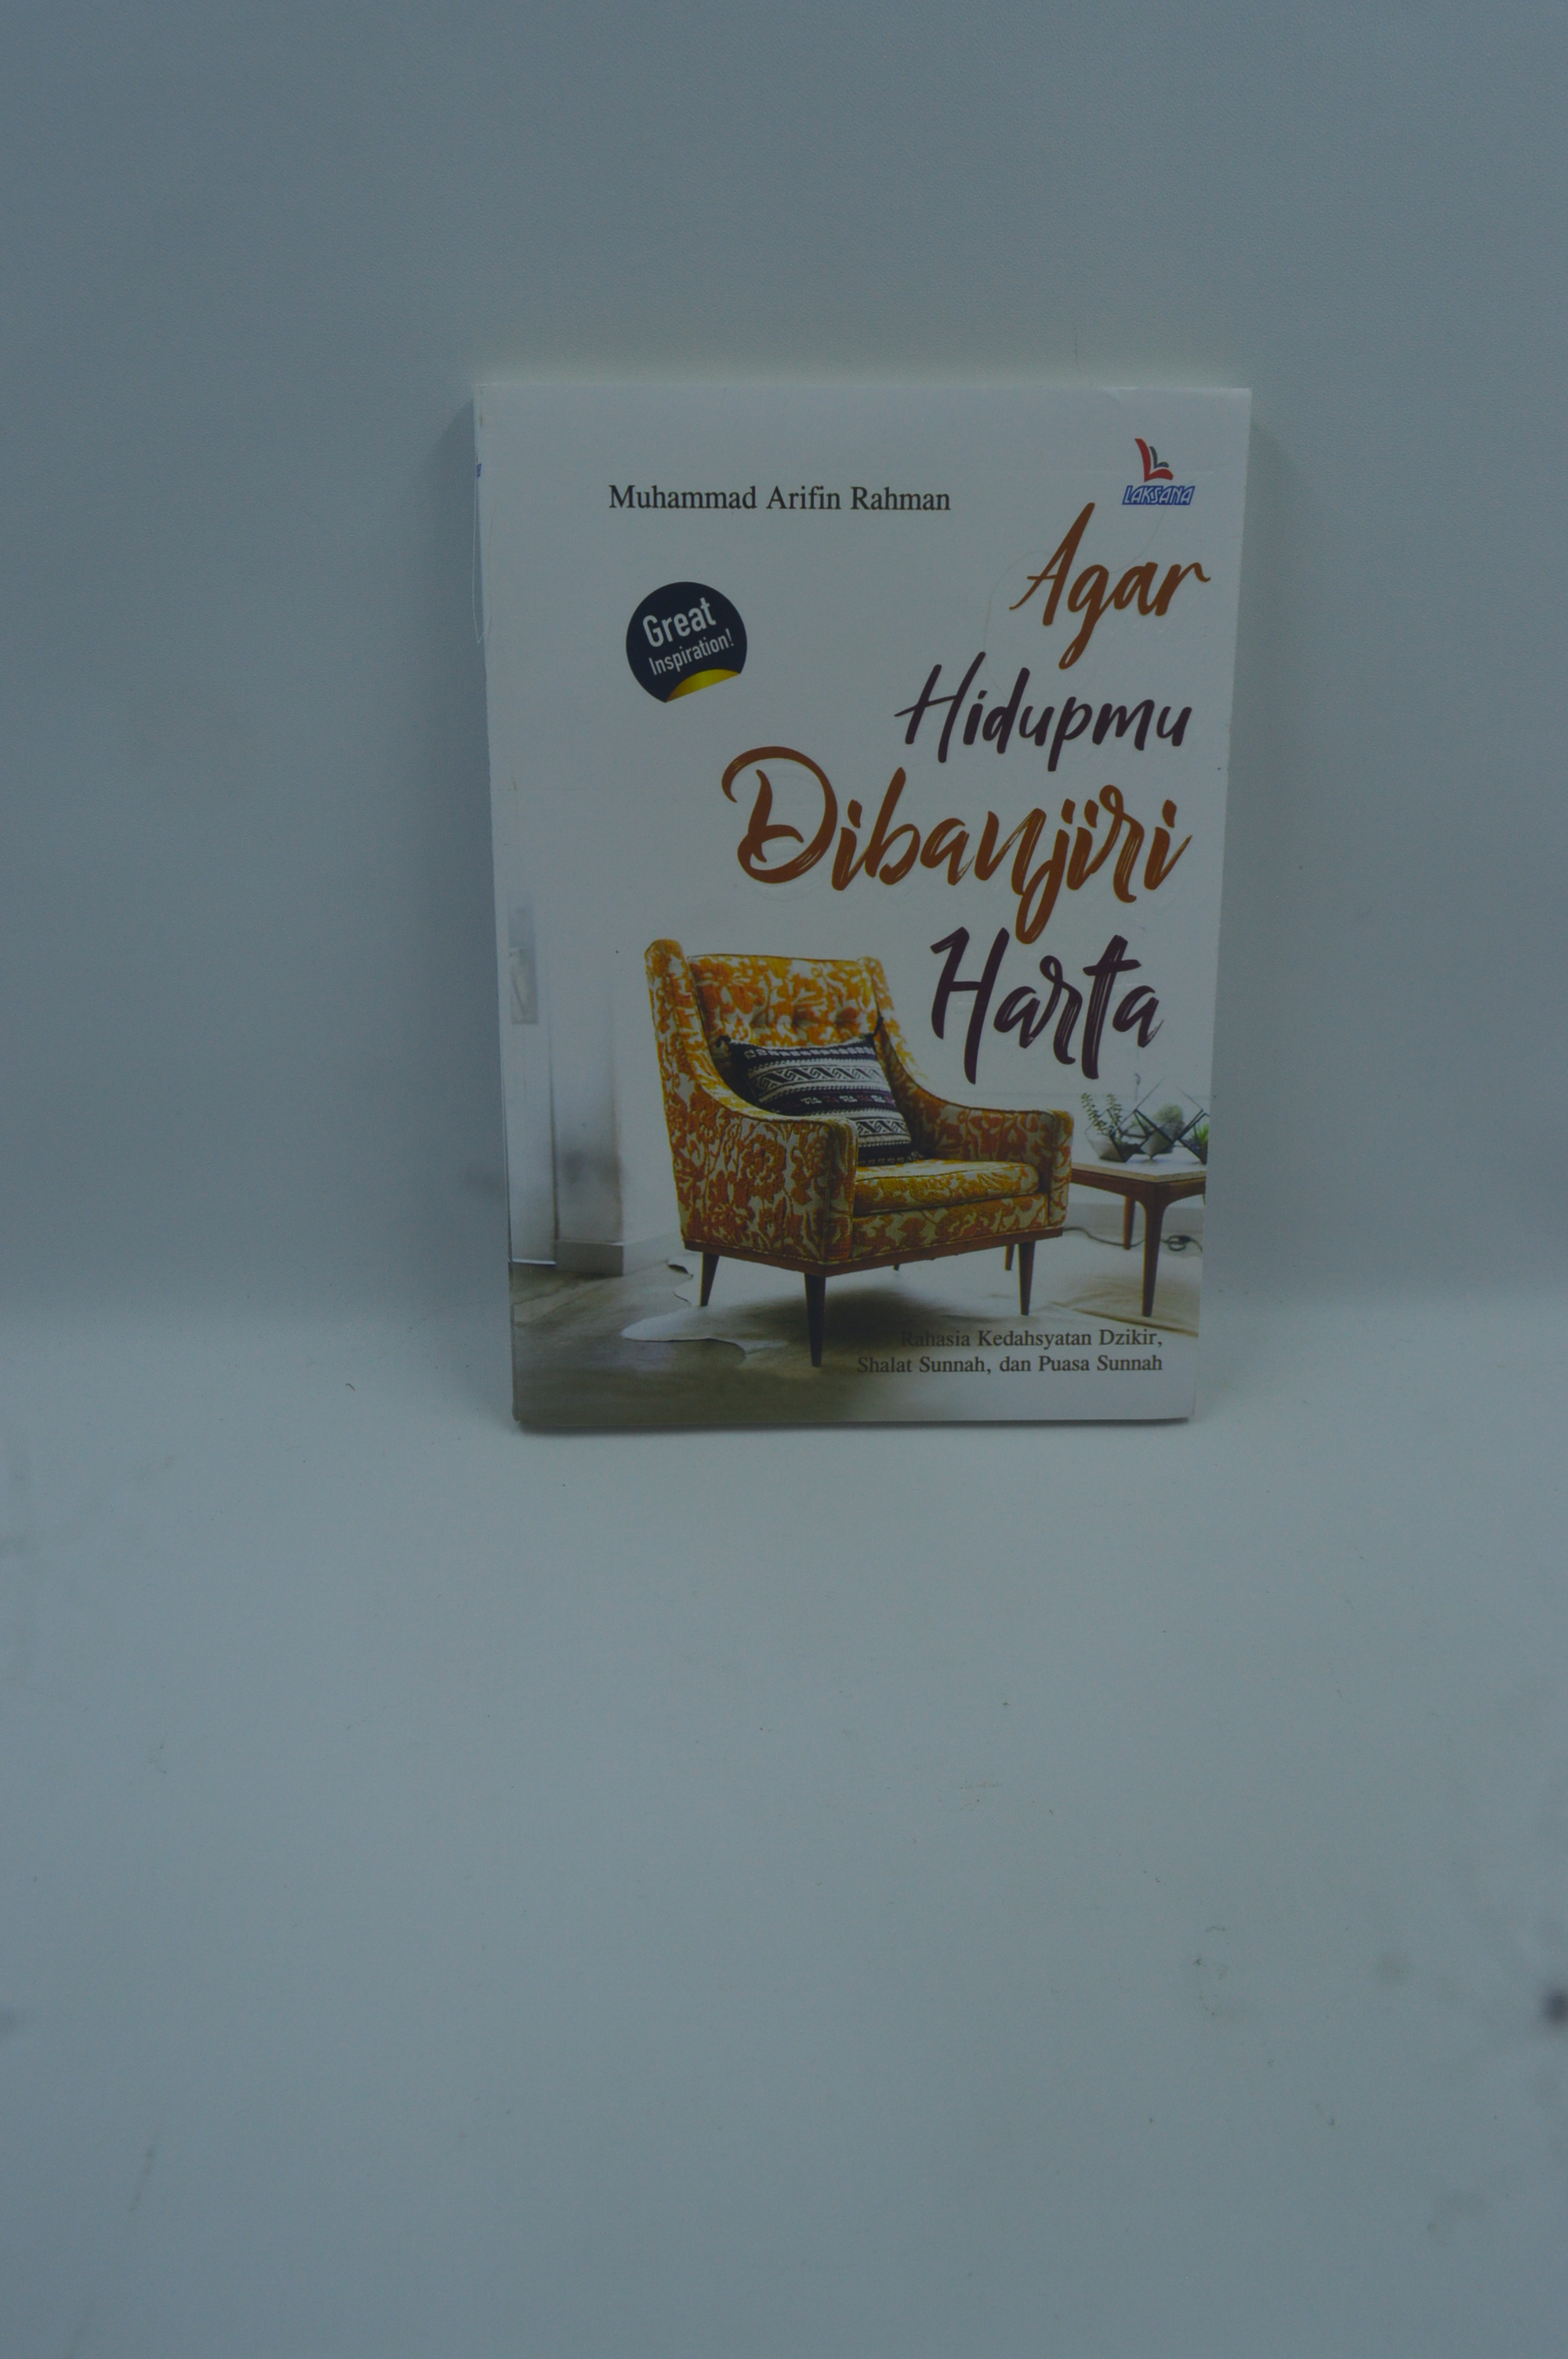 Muhammad Arifin Rahman
LAKSANA
Great
Inspiration!
Agar
Hidupmu
Dibanjiri
Harta
Rahasia Kedahsyatan Dzikir,
Shalat Sunnah, dan Puasa Sunnah